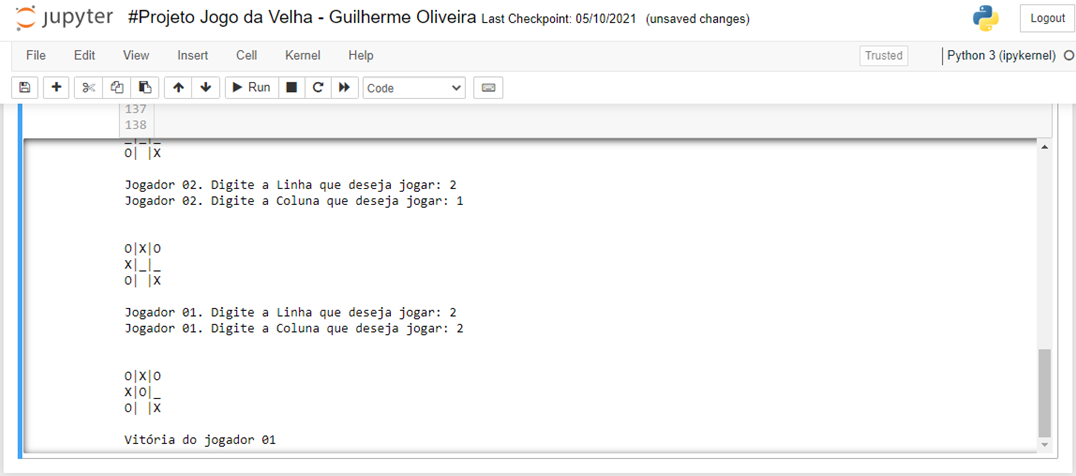 jupyter #Projeto Jogo da Velha - Guilherme Oliveira Last Checkpoint: 05/10/2021 (unsaved changes) Logout
File Edit View Insert Cell Kernel Help Trusted Python 3 (ipykernel)
Run Code
137
138
_|_|_
O| |X
Jogador 02. Digite a Linha que deseja jogar: 2
Jogador 02. Digite a Coluna que deseja jogar: 1
O|X|O
X|_|_
O| |X
Jogador 01. Digite a Linha que deseja jogar: 2
Jogador 01. Digite a Coluna que deseja jogar: 2
O|X|O
X|O|_
O| |X
Vitória do jogador 01